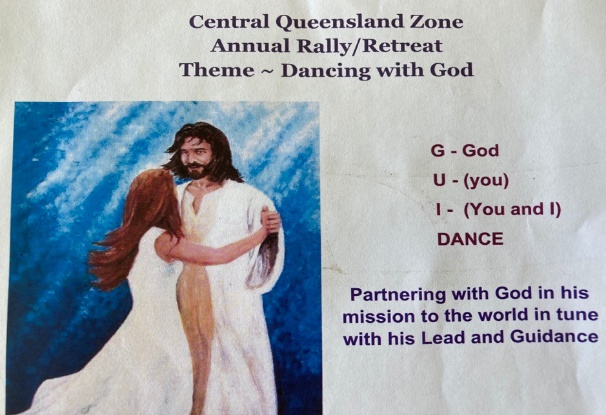 Central Queensland Zone
Annual Rally/Retreat
Theme ~ Dancing with God
G - God
U - (you)
I - (You and I)
DANCE
Partnering with God in his
mission to the world in tune
with his Lead and Guidance